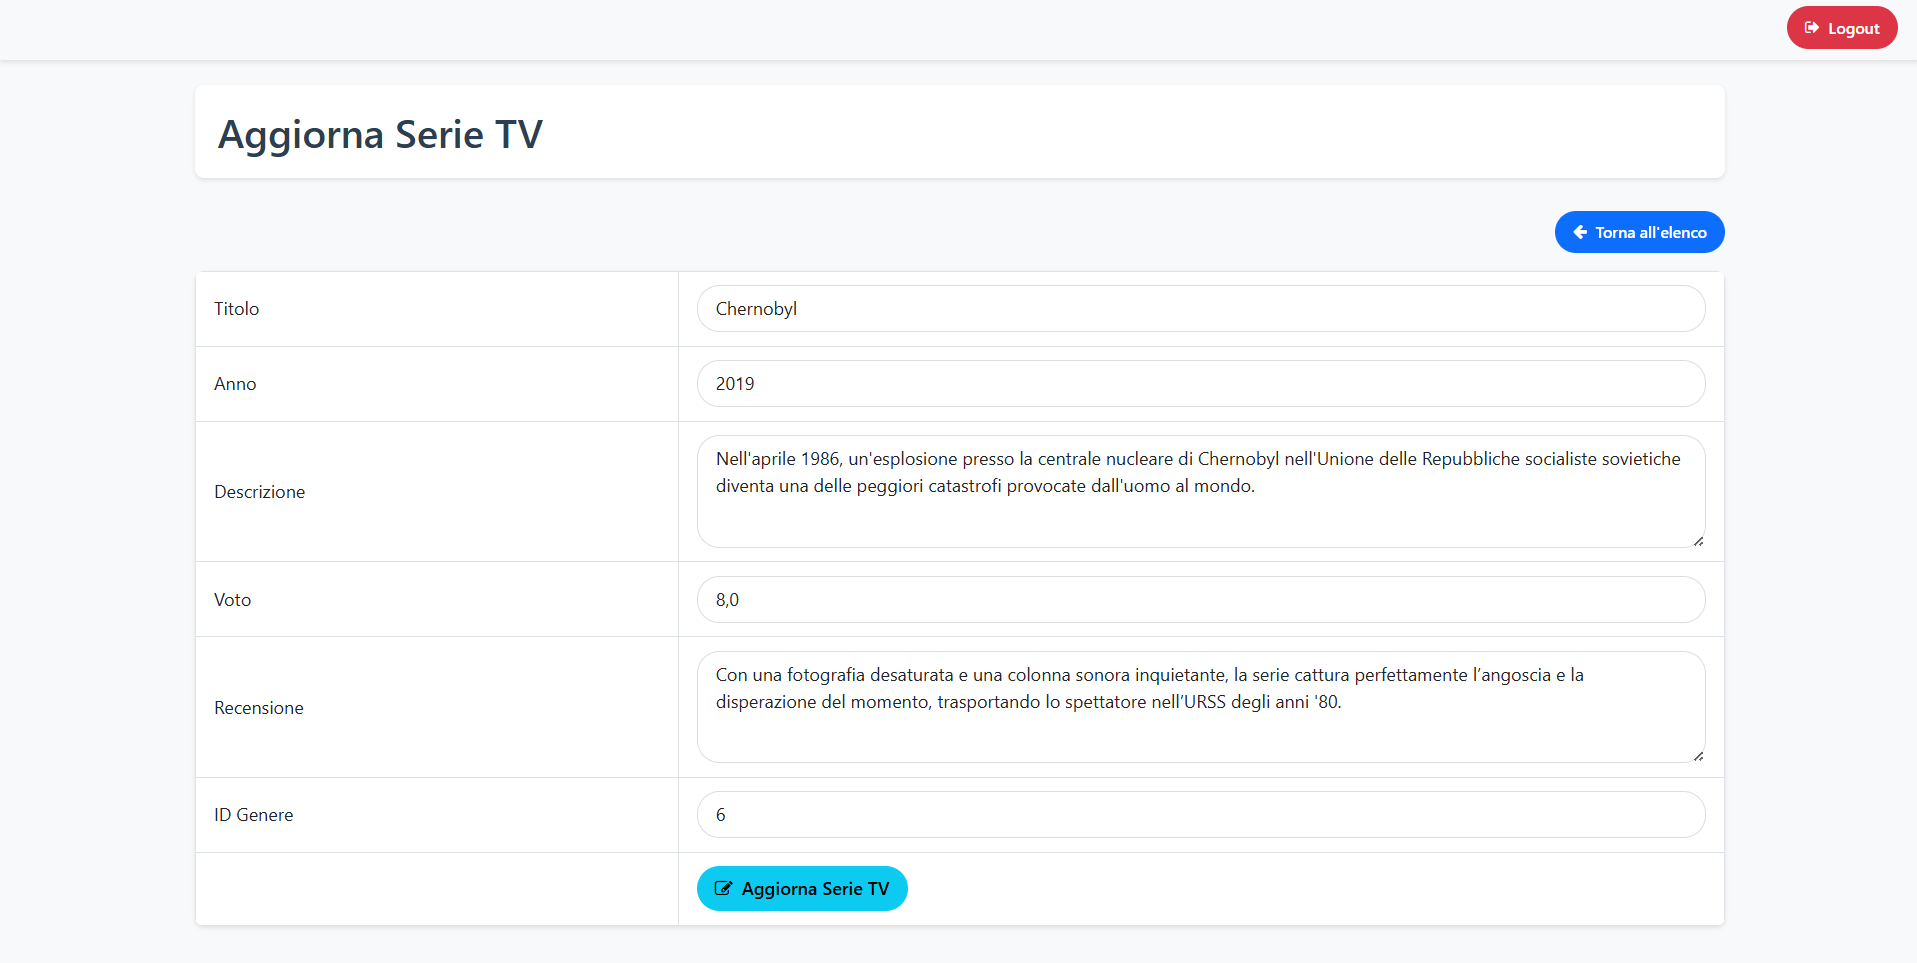 Logout
Aggiorna Serie TV
Torna all'elenco
Titolo
Chernobyl
Anno
2019
Descrizione
Nell'aprile 1986, un'esplosione presso la centrale nucleare di Chernobyl nell'Unione delle Repubbliche socialiste sovietiche
diventa una delle peggiori catastrofi provocate dall'uomo al mondo.
Voto
8,0
Recensione
Con una fotografia desaturata e una colonna sonora inquietante, la serie cattura perfettamente l’angoscia e la
disperazione del momento, trasportando lo spettatore nell’URSS degli anni '80.
ID Genere
6
Aggiorna Serie TV